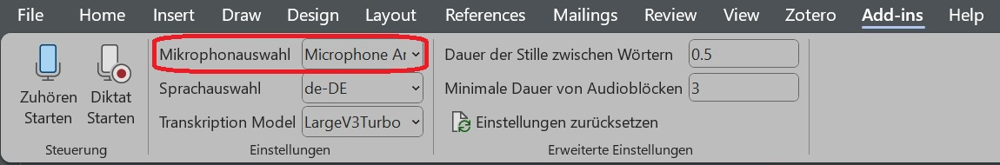 File Home Insert Draw Design Layout References Mailings Review View Zotero Add-ins Help
Zuhören Starten
Diktat Starten
Steuerung
Mikrophonauswahl Microphone Ar
Sprachauswahl de-DE
Transkription Model LargeV3Turbo
Einstellungen
Dauer der Stille zwischen Wörtern 0.5
Minimale Dauer von Audioblöcken 3
Einstellungen zurücksetzen
Erweiterte Einstellungen